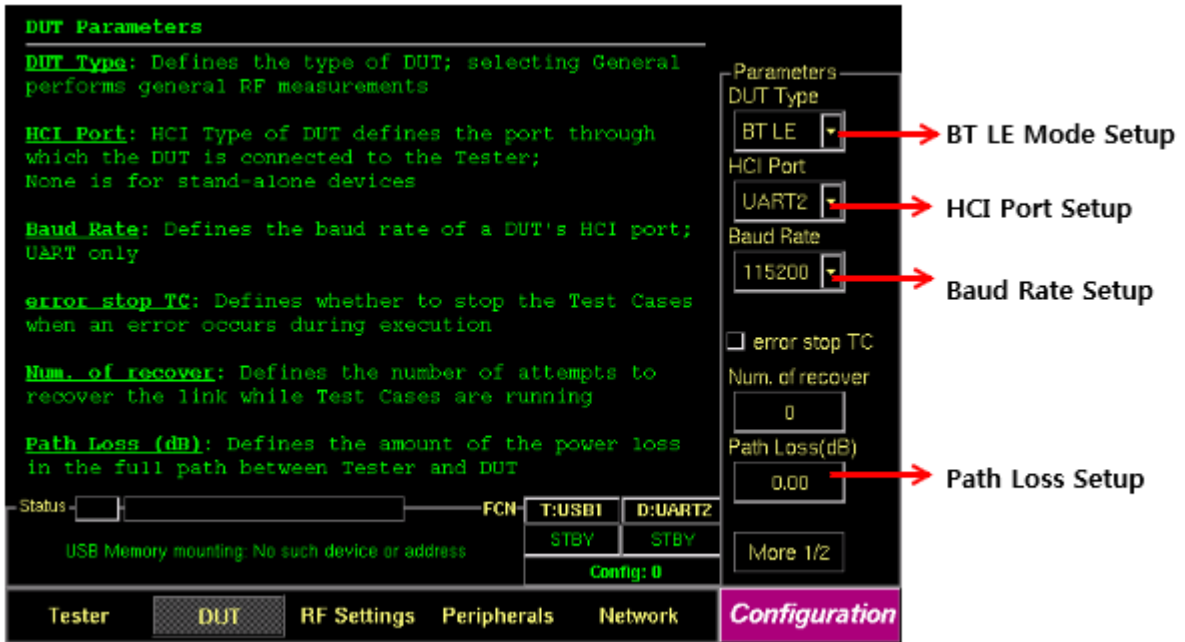 DUT Parameters
DUT Type: Defines the type of DUT; selecting General
performs general RF measurements
HCI Port: HCI Type of DUT defines the port through
which the DUT is connected to the Tester;
None is for stand-alone devices
Baud Rate: Defines the baud rate of a DUT's HCI port;
UART only
error stop TC: Defines whether to stop the Test Cases
when an error occurs during execution
Num. of recover: Defines the number of attempts to
recover the link while Test Cases are running
Path Loss (dB): Defines the amount of the power loss
in the full path between Tester and DUT
Parameters
DUT Type
BT LE
BT LE Mode Setup
HCI Port
UART2
HCI Port Setup
Baud Rate
115200
Baud Rate Setup
error stop TC
Num. of recover
0
Path Loss(dB)
0.00
Path Loss Setup
More 1/2
Status
FCN
T:USB1 D:UART2
STBY STBY
USB Memory mounting: No such device or address
Config: 0
Tester DUT RF Settings Peripherals Network Configuration